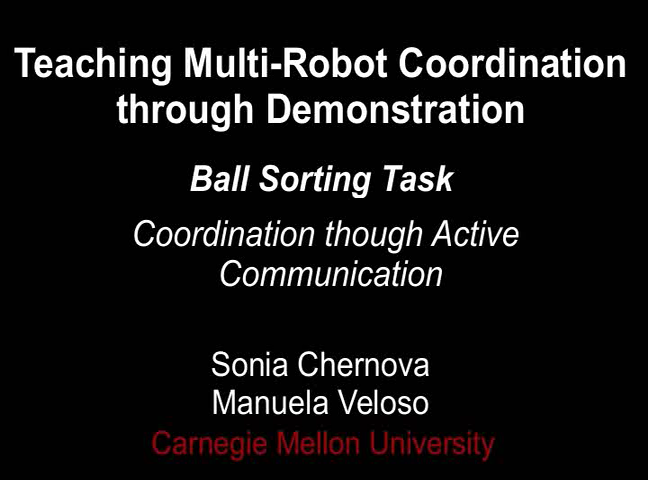 Teaching Multi-Robot Coordination
through Demonstration
Ball Sorting Task
Coordination though Active
Communication
Sonia Chernova
Manuela Veloso
Carnegie Mellon University